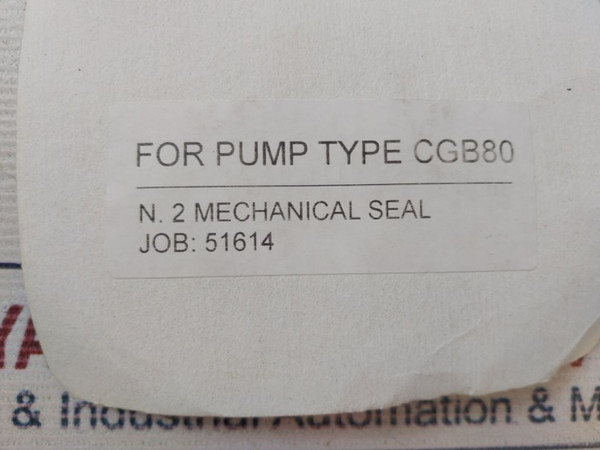 FOR PUMP TYPE CGB80
N. 2 MECHANICAL SEAL
JOB: 51614
& Industrial Automation & M